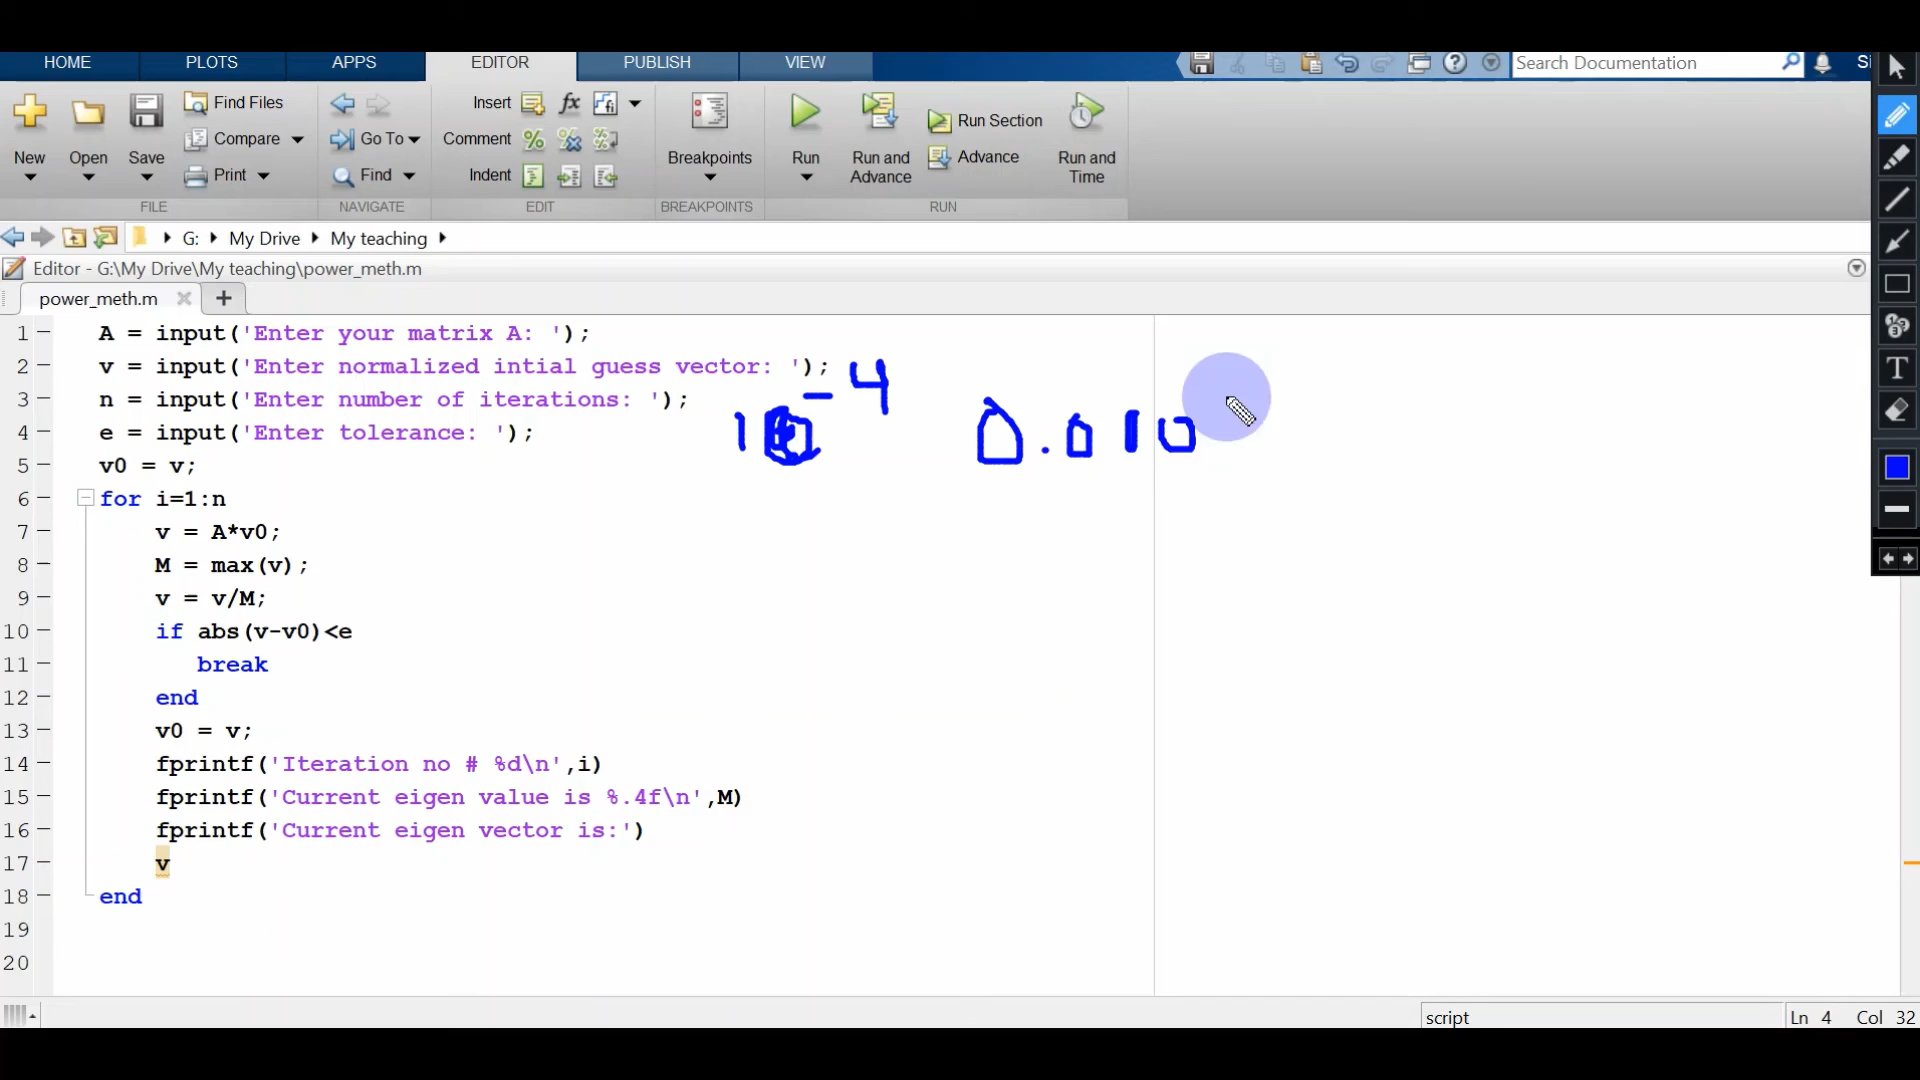 HOME PLOTS APPS EDITOR PUBLISH VIEW Search Documentation Si
New Open Save Find Files Compare Print Go To Find Insert Comment Indent fx Breakpoints Run Run and Advance Run Section Advance Run and Time
FILE NAVIGATE EDIT BREAKPOINTS RUN
G: My Drive My teaching
Editor - G:\My Drive\My teaching\power_meth.m
power_meth.m
1 A = input('Enter your matrix A: ');
2 v = input('Enter normalized intial guess vector: ');
3 n = input('Enter number of iterations: ');
4 e = input('Enter tolerance: ');
-4
0.010
5 v0 = v;
6 for i=1:n
7 v = A*v0;
8 M = max(v);
9 v = v/M;
10 if abs(v-v0)<e
11 break
12 end
13 v0 = v;
14 fprintf('Iteration no # %d\n',i)
15 fprintf('Current eigen value is %.4f\n',M)
16 fprintf('Current eigen vector is:')
17 v
18 end
19
20
script Ln 4 Col 32